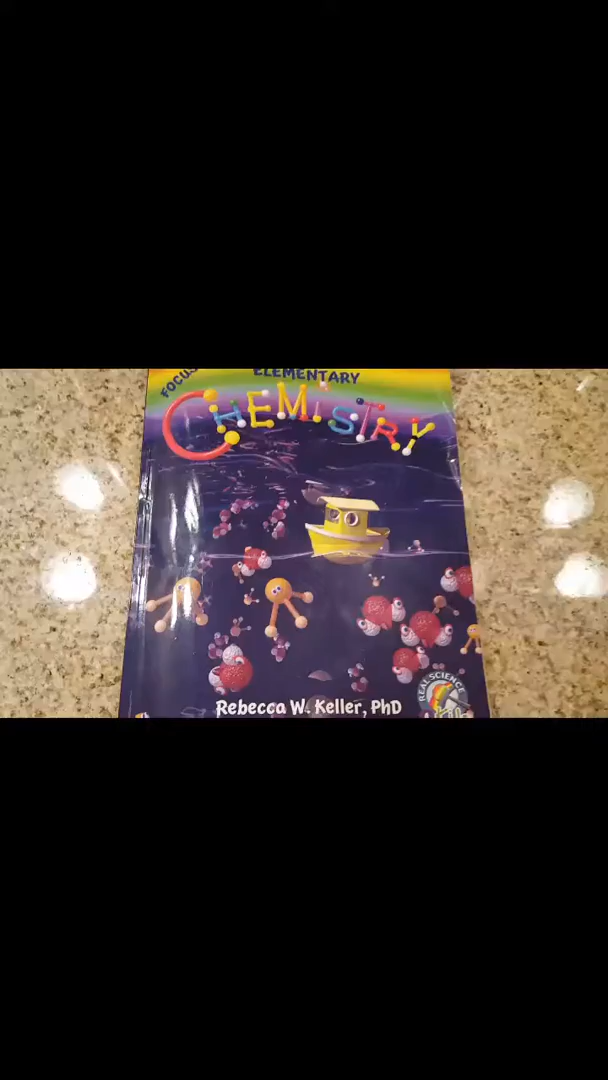 FOCUS
ELEMENTARY
CHEMISTRY
Rebecca W. Keller, PhD
REAL SCIENCE